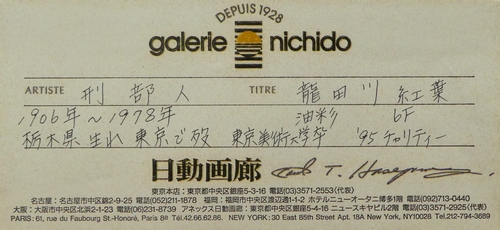 DEPUIS 1928
galerie nichido
ARTISTE 刑部人 TITRE 龍田川紅葉
1906年～1978年 油彩 6F
栃木県生れ 東京で歿 東京美術大学卒 '95チャリティー
日動画廊
東京本店：東京都中央区銀座5-3-16 電話(03)3571-2553(代表)
名古屋：名古屋市中区錦2-9-25 電話(052)211-1878 福岡：福岡市中央区渡辺通1-1-2 ホテルニューオータニ博多1階 電話(092)713-0440
大阪：大阪市中央区北浜2-1-23 電話(06)231-8739 アネックス日動画廊：東京都中央区銀座5-4-16 ニュースキヤビル2階 電話(03)3571-2925(代表)
PARIS: 61, rue du Faubourg St.-Honoré, Paris 8e Tél.42.66.62.86. NEW YORK: 30 East 85th Street Apt. 18A New York, NY10028 Tel.212-794-3689